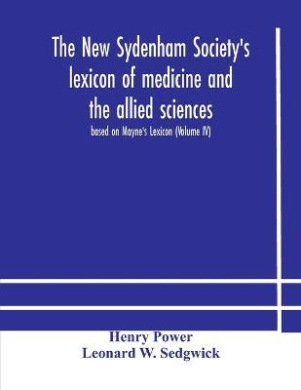 The New Sydenham Society's
lexicon of medicine and
the allied sciences
based on Mayne's Lexicon (Volume IV)
Henry Power
Leonard W. Sedgwick